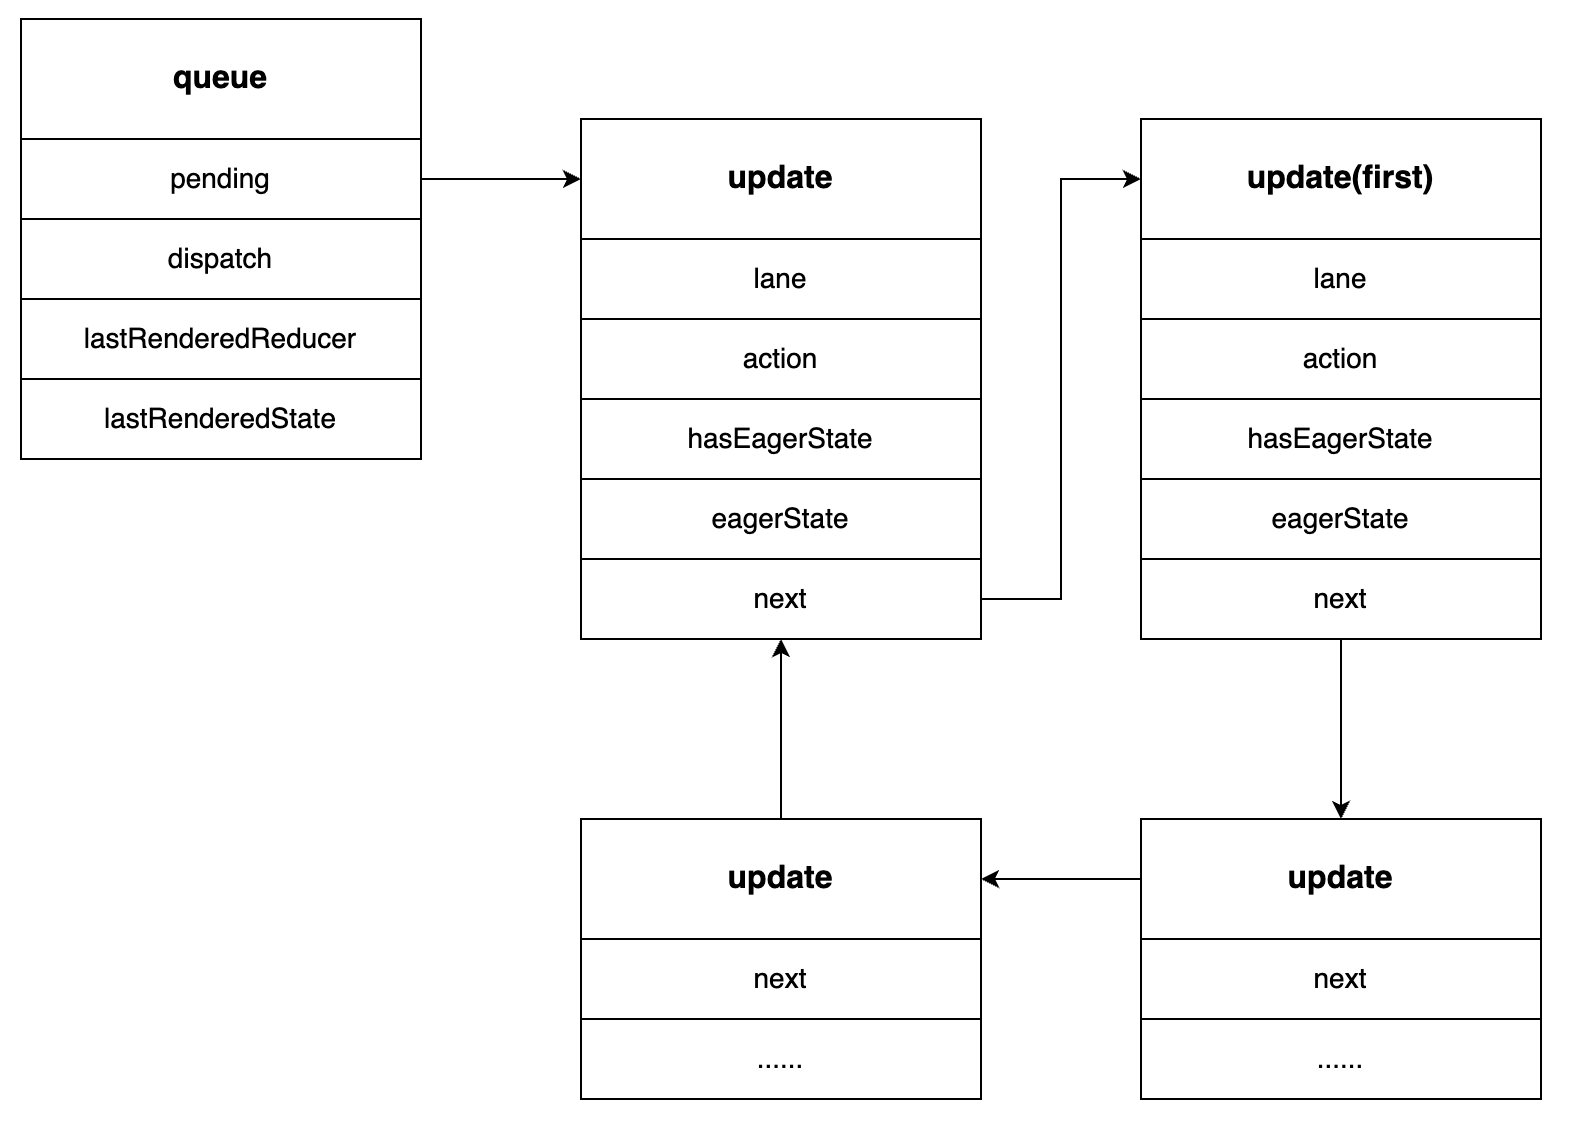 queue
pending
dispatch
lastRenderedReducer
lastRenderedState
update
lane
action
hasEagerState
eagerState
next
update(first)
lane
action
hasEagerState
eagerState
next
update
next
......
update
next
......